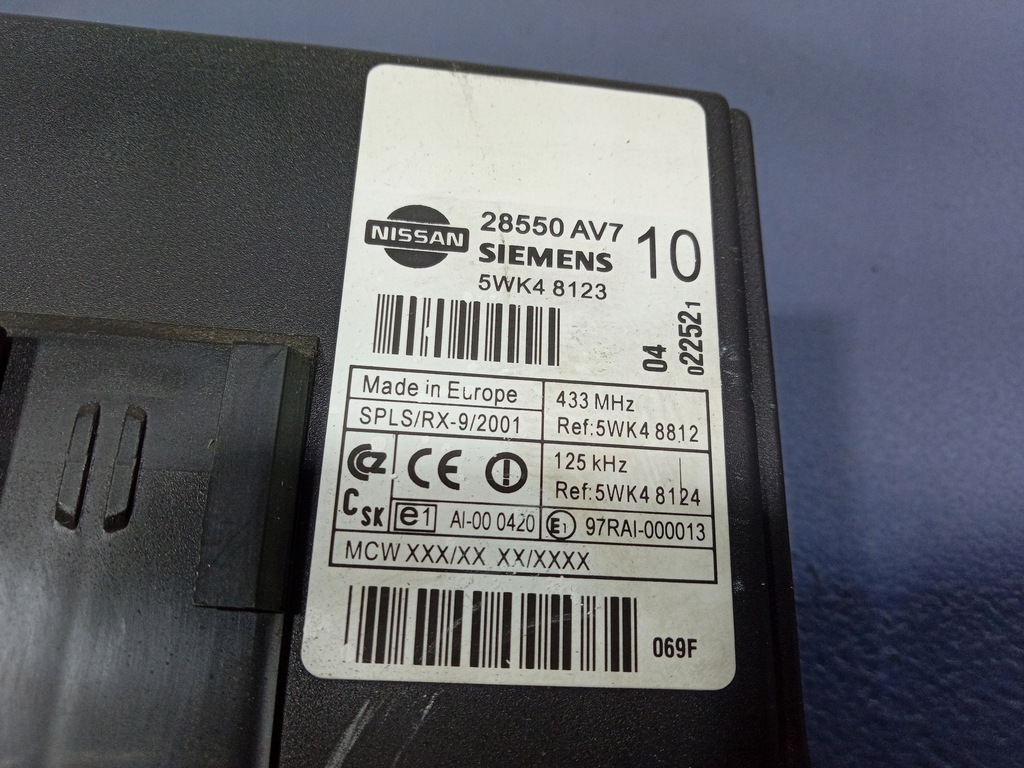 NISSAN
28550 AV7
10
SIEMENS
5WK4 8123
04
022521
Made in Europe
433 MHz
SPLS/RX-9/2001
Ref:5WK4 8812
CE
125 kHz
Ref:5WK4 8124
CSK
e1
AI-00 0420
E1
97RAI-000013
MCW XXX/XX XX/XXXX
069F